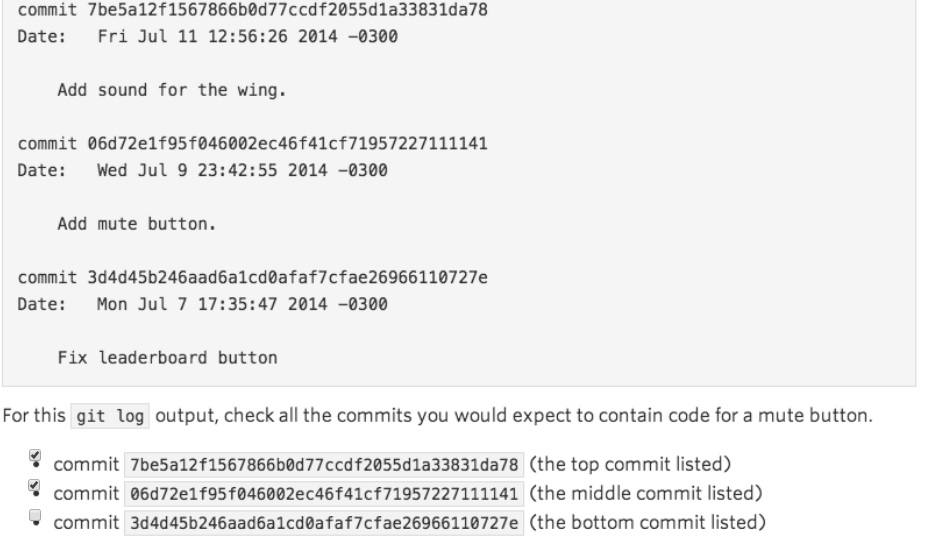 commit 7be5a12f1567866b0d77ccdf2055d1a33831da78
Date:   Fri Jul 11 12:56:26 2014 -0300
Add sound for the wing.
commit 06d72e1f95f046002ec46f41cf71957227111141
Date:   Wed Jul 9 23:42:55 2014 -0300
Add mute button.
commit 3d4d45b246aad6a1cd0afaf7cfae26966110727e
Date:   Mon Jul 7 17:35:47 2014 -0300
Fix leaderboard button
For this git log output, check all the commits you would expect to contain code for a mute button.
commit 7be5a12f1567866b0d77ccdf2055d1a33831da78 (the top commit listed)
commit 06d72e1f95f046002ec46f41cf71957227111141 (the middle commit listed)
commit 3d4d45b246aad6a1cd0afaf7cfae26966110727e (the bottom commit listed)